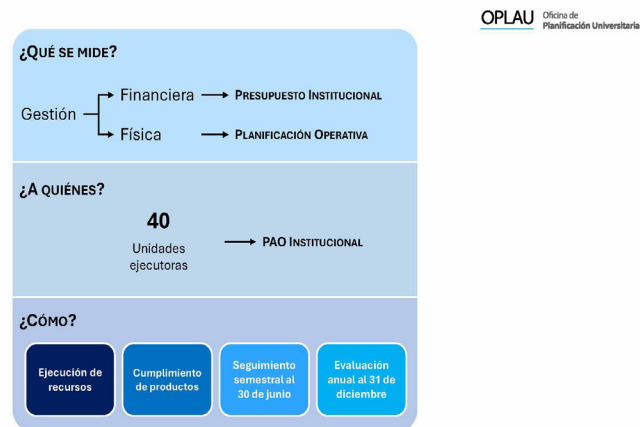 OPLAU
Oficina de
Planificación Universitaria
¿QUÉ SE MIDE?
Gestión
Financiera
PRESUPUESTO INSTITUCIONAL
Física
PLANIFICACIÓN OPERATIVA
¿A QUIÉNES?
40
Unidades
ejecutoras
PAO INSTITUCIONAL
¿CÓMO?
Ejecución de
recursos
Cumplimiento
de productos
Seguimiento
semestral al
30 de junio
Evaluación
anual al 31 de
diciembre